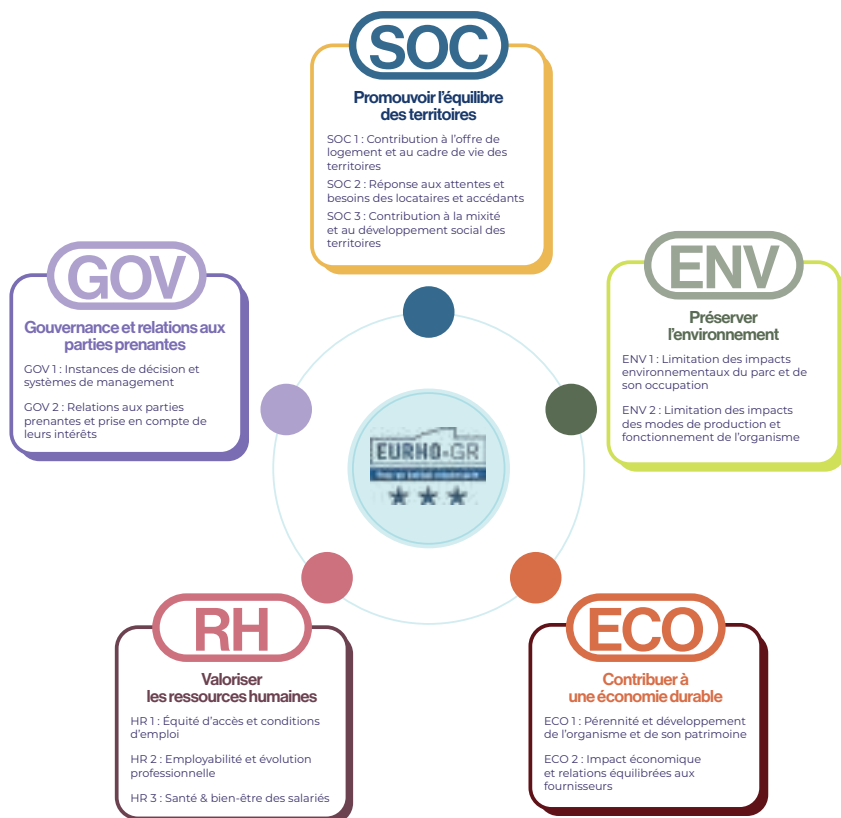 SOC
Promouvoir l'équilibre
des territoires
SOC 1 : Contribution à l'offre de
logement et au cadre de vie des
territoires
SOC 2 : Réponse aux attentes et
besoins des locataires et accédants
SOC 3 : Contribution à la mixité
et au développement social des
territoires
GOV
Gouvernance et relations aux
parties prenantes
GOV 1 : Instances de décision et
systèmes de management
GOV 2 : Relations aux parties
prenantes et prise en compte de
leurs intérêts
ENV
Préserver
l'environnement
ENV 1 : Limitation des impacts
environnementaux du parc et de
son occupation
ENV 2 : Limitation des impacts
des modes de production et
fonctionnement de l'organisme
EURHO-GR
RH
Valoriser
les ressources humaines
HR 1 : Équité d'accès et conditions
d'emploi
HR 2 : Employabilité et évolution
professionnelle
HR 3 : Santé & bien-être des salariés
ECO
Contribuer à
une économie durable
ECO 1 : Pérennité et développement
de l'organisme et de son patrimoine
ECO 2 : Impact économique
et relations équilibrées aux
fournisseurs